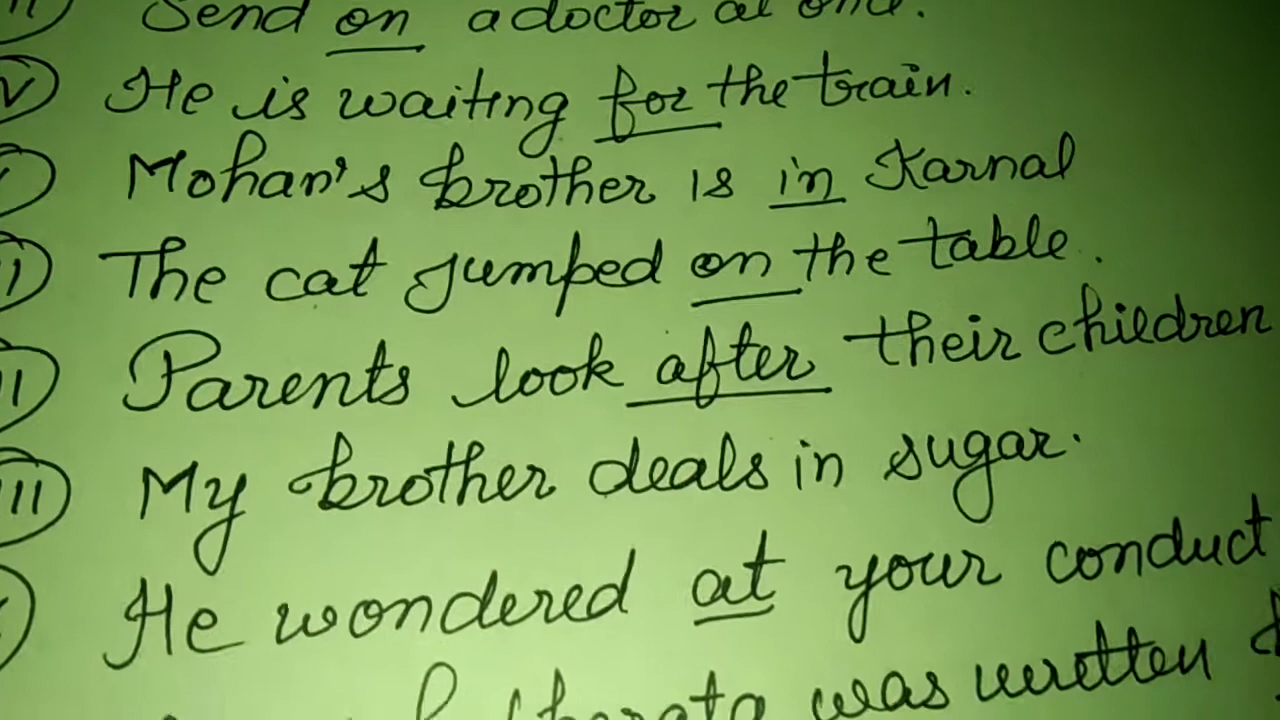 Send on a doctor at once.
V He is waiting for the train.
Mohan's brother is in Karnal
The cat jumped on the table.
Parents look after their children
My brother deals in sugar.
He wondered at your conduct
was written